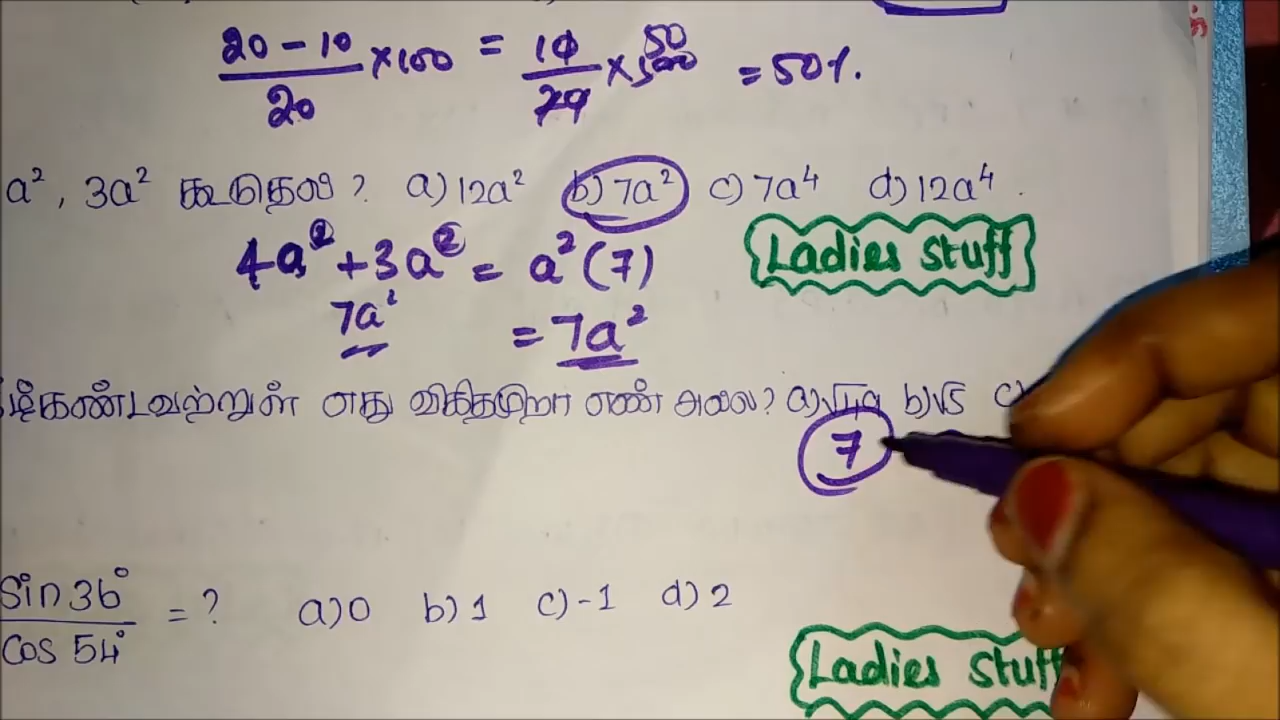 20 - 10 / 20 × 100 = 10 / 20 × 100 50 = 50%.
a², 3a² கூடுதல் ? a) 12a² b) 7a² c) 7a⁴ d) 12a⁴
4a² + 3a² = a² (7)
Ladies Stuff
7a² = 7a²
கீழ்கண்டவற்றுள் எது விகிதமுறா எண் அல்ல? a) √49 b) √5 c)
7
Sin 36° / Cos 54° = ? a) 0 b) 1 c) -1 d) 2
Ladies Stuff